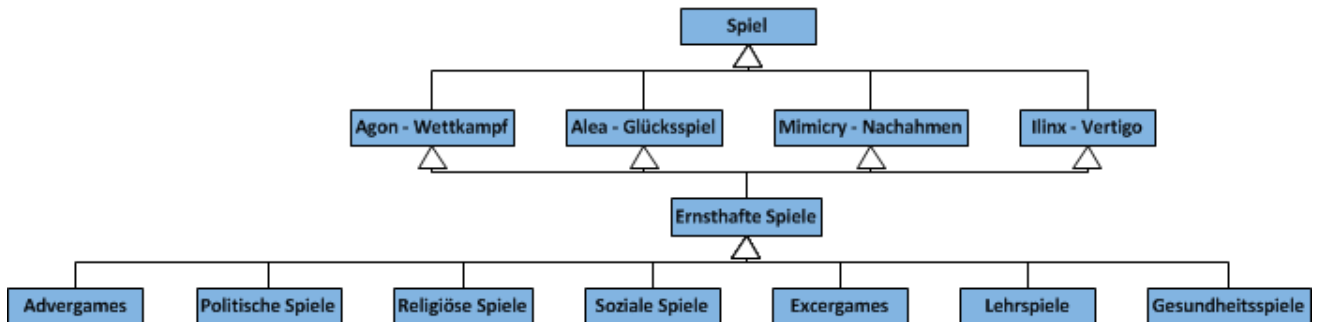 Spiel
Agon - Wettkampf
Alea - Glücksspiel
Mimicry - Nachahmen
Ilinx - Vertigo
Ernsthafte Spiele
Advergames
Politische Spiele
Religiöse Spiele
Soziale Spiele
Excergames
Lehrspiele
Gesundheitsspiele